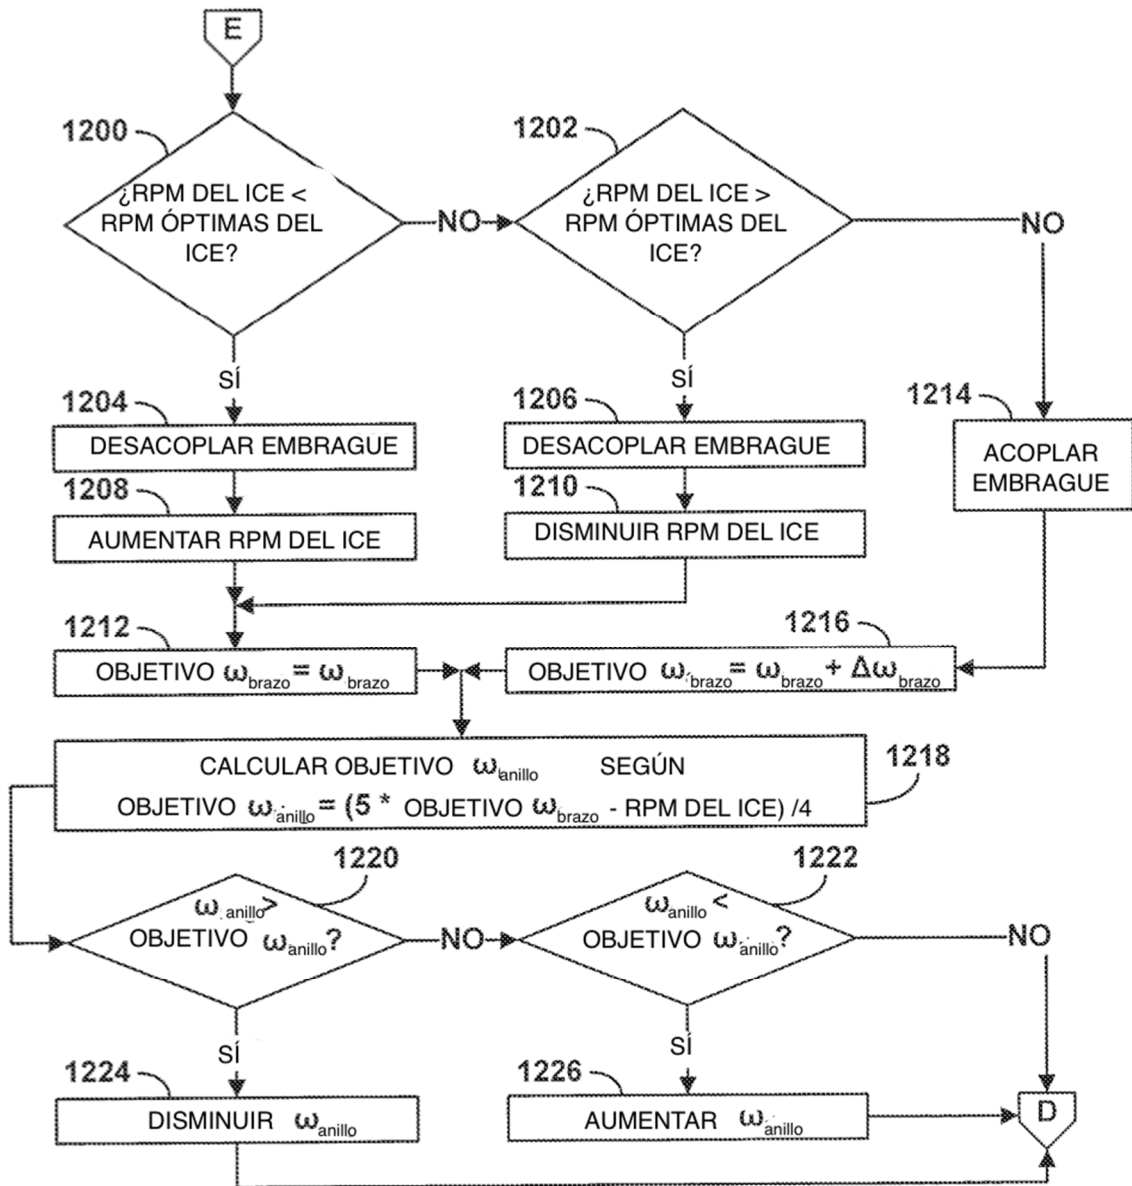 E
1200
¿RPM DEL ICE <
RPM ÓPTIMAS DEL
ICE?
NO
1202
¿RPM DEL ICE >
RPM ÓPTIMAS DEL
ICE?
NO
SÍ
SÍ
1204
DESACOPLAR EMBRAGUE
1206
DESACOPLAR EMBRAGUE
1214
ACOPLAR
EMBRAGUE
1208
AUMENTAR RPM DEL ICE
1210
DISMINUIR RPM DEL ICE
1212
OBJETIVO ω brazo = ω brazo
1216
OBJETIVO ω brazo = ω brazo + Δω brazo
CALCULAR OBJETIVO ω anillo SEGÚN
OBJETIVO ω anillo = (5 * OBJETIVO ω brazo - RPM DEL ICE) /4
1218
1220
ω anillo >
OBJETIVO ω anillo?
NO
1222
ω anillo <
OBJETIVO ω anillo?
NO
SÍ
SÍ
1224
DISMINUIR ω anillo
1226
AUMENTAR ω anillo
D